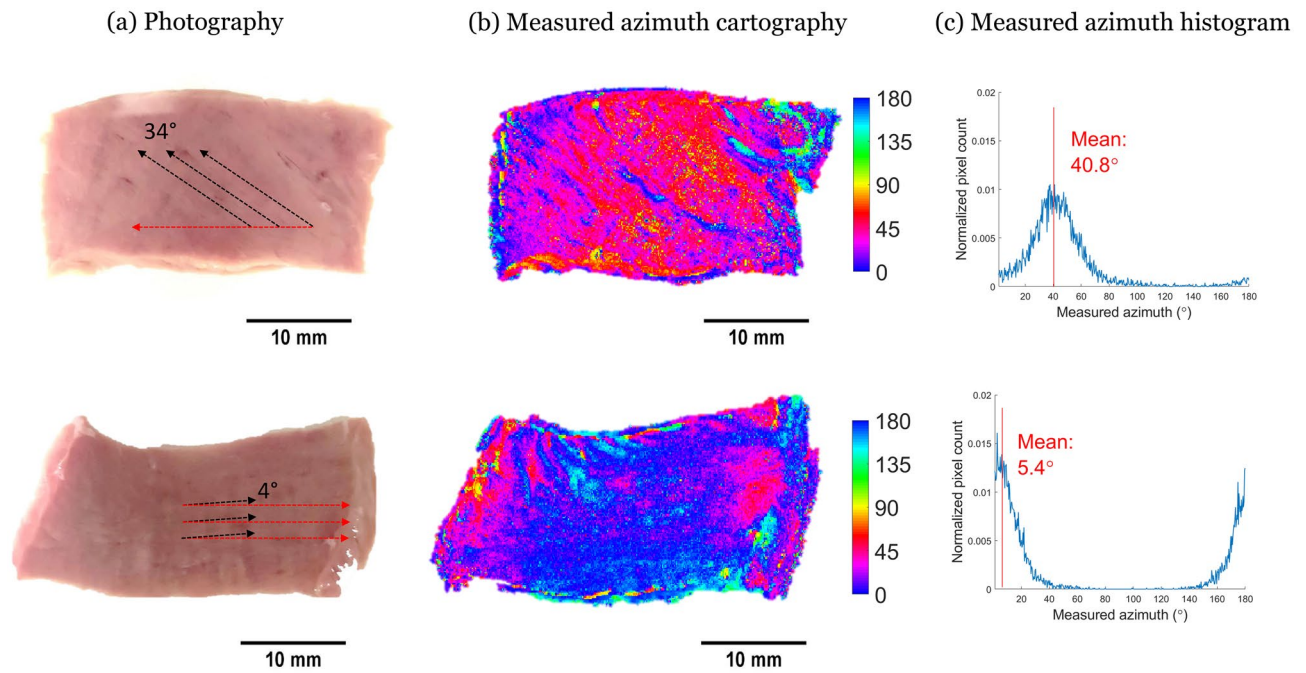 (a) Photography
(b) Measured azimuth cartography
(c) Measured azimuth histogram
34°
10 mm
180
135
90
45
0
10 mm
0.02
0.015
0.01
0.005
0
Normalized pixel count
Mean:
40.8°
20 40 60 80 100 120 140 160 180
Measured azimuth (°)
4°
10 mm
180
135
90
45
0
10 mm
0.02
0.015
0.01
0.005
0
Normalized pixel count
Mean:
5.4°
20 40 60 80 100 120 140 160 180
Measured azimuth (°)